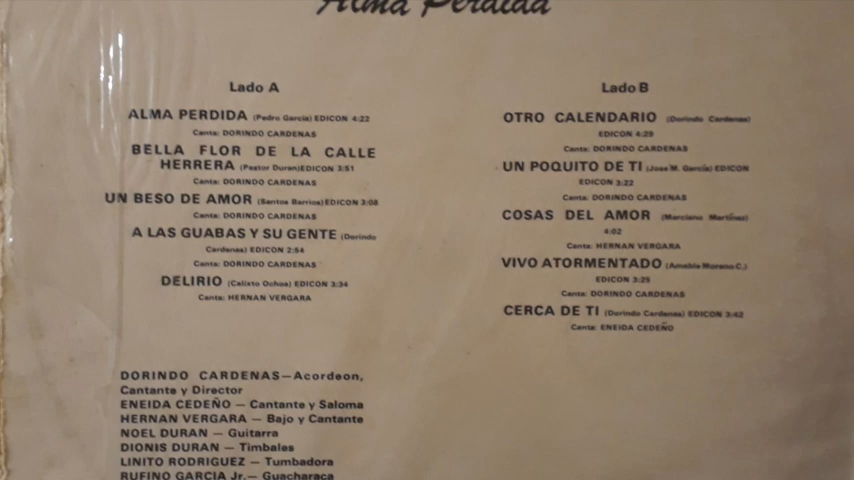 Alma Perdida
Lado A
ALMA PERDIDA (Pedro García) EDICON 4:22
Canta: DORINDO CARDENAS
BELLA FLOR DE LA CALLE
HERRERA (Pastor Duran)EDICON 3:51
Canta: DORINDO CARDENAS
UN BESO DE AMOR (Santos Barrios)EDICON 3:08
Canta: DORINDO CARDENAS
A LAS GUABAS Y SU GENTE (Dorindo
Cardenas) EDICON 2:54
Canta: DORINDO CARDENAS
DELIRIO (Calixto Ochoa) EDICON 3:34
Canta: HERNAN VERGARA
Lado B
OTRO CALENDARIO (Dorindo Cardenas)
EDICON 4:29
Canta: DORINDO CARDENAS
UN POQUITO DE TI (Jose M. García) EDICON
EDICON 3:22
Canta: DORINDO CARDENAS
COSAS DEL AMOR (Marciano Martínez)
4:02
Canta: HERNAN VERGARA
VIVO ATORMENTADO (Amable Moreno C.)
EDICON 3:25
Canta: DORINDO CARDENAS
CERCA DE TI (Dorindo Cardenas) EDICON 3:42
Canta: ENEIDA CEDEÑO
DORINDO CARDENAS—Acordeon,
Cantante y Director
ENEIDA CEDEÑO — Cantante y Saloma
HERNAN VERGARA — Bajo y Cantante
NOEL DURAN — Guitarra
DIONIS DURAN — Timbales
LINITO RODRIGUEZ — Tumbadora
RUFINO GARCIA Jr.— Guacharaca